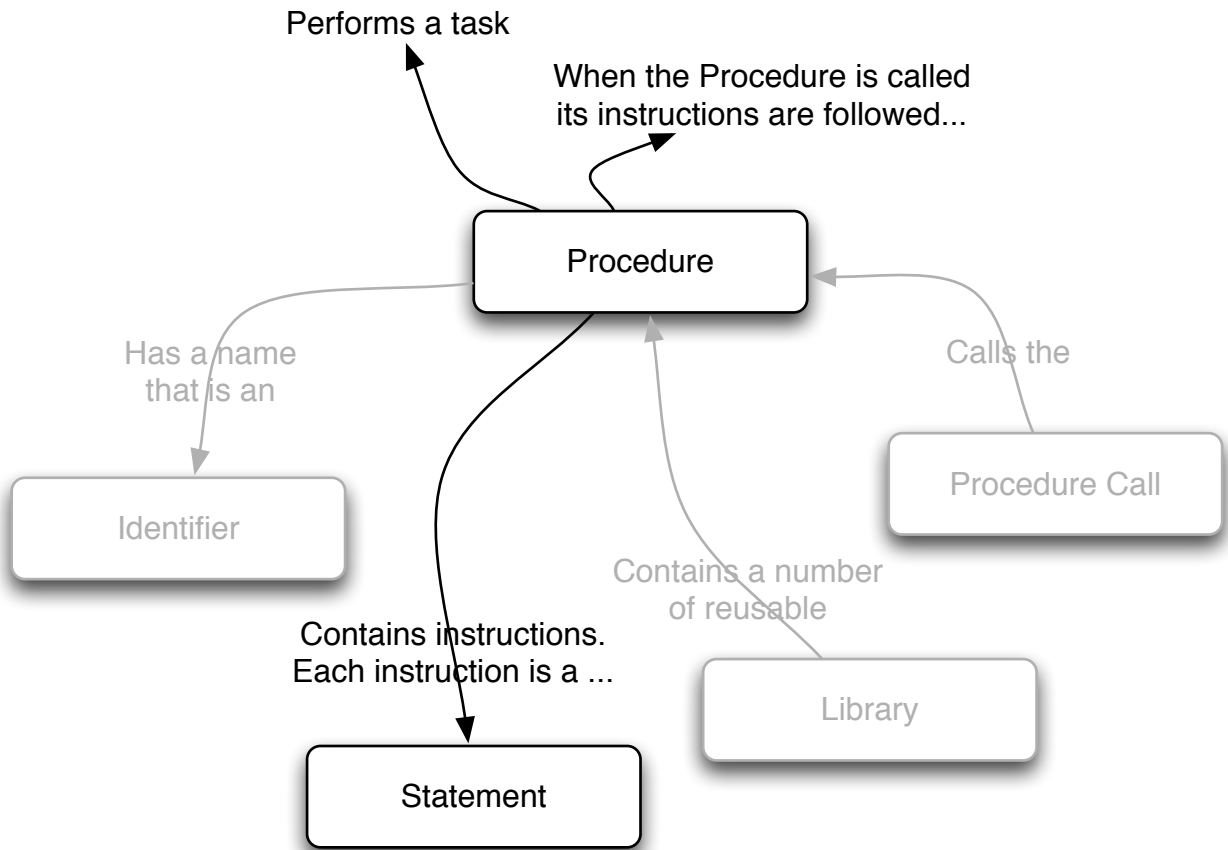 Performs a task
When the Procedure is called
its instructions are followed...
Procedure
Has a name
that is an
Calls the
Identifier
Procedure Call
Contains a number
of reusable
Contains instructions.
Each instruction is a ...
Library
Statement